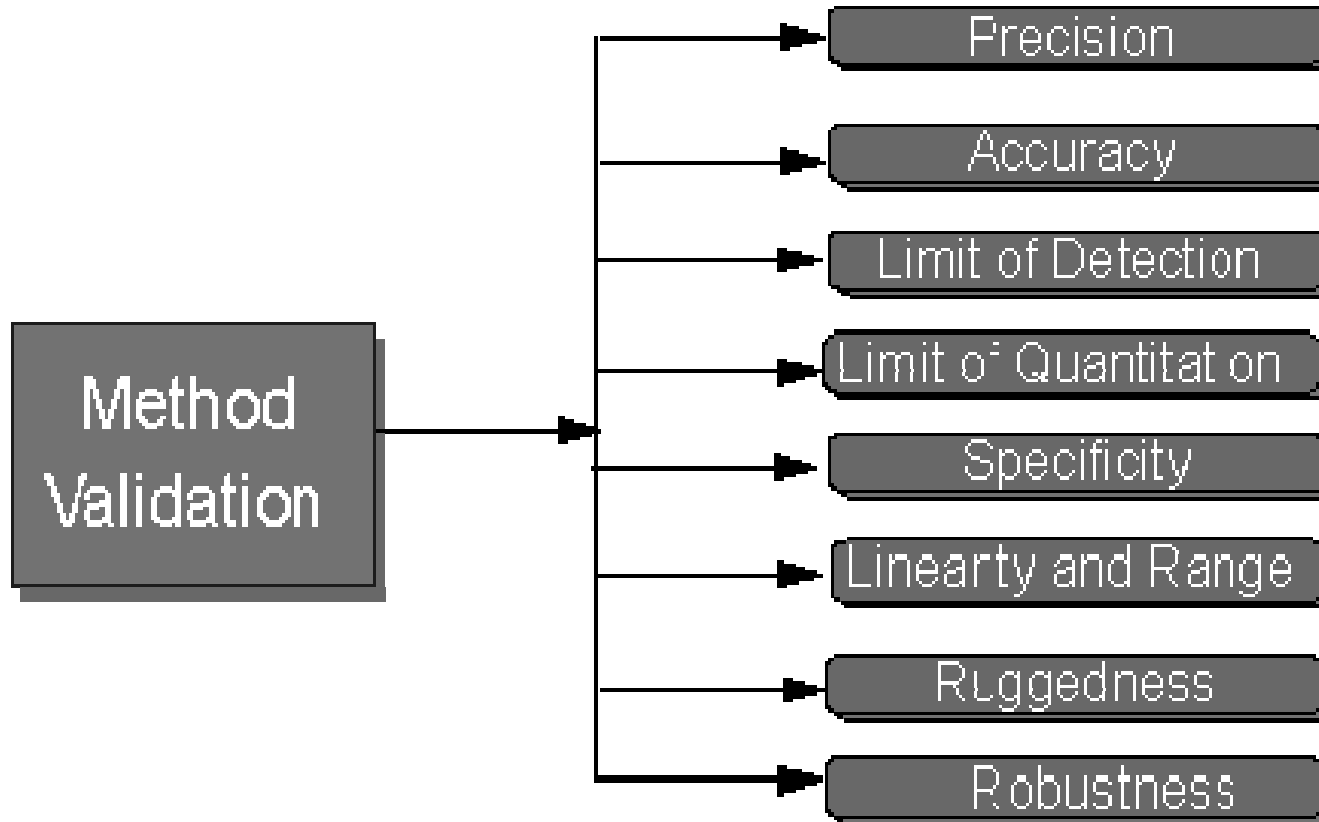 Method
Validation
Precision
Accuracy
Limit of Detection
Limit of Quantitat on
Specificity
Linearty and Range
Ruggedness
Robustness